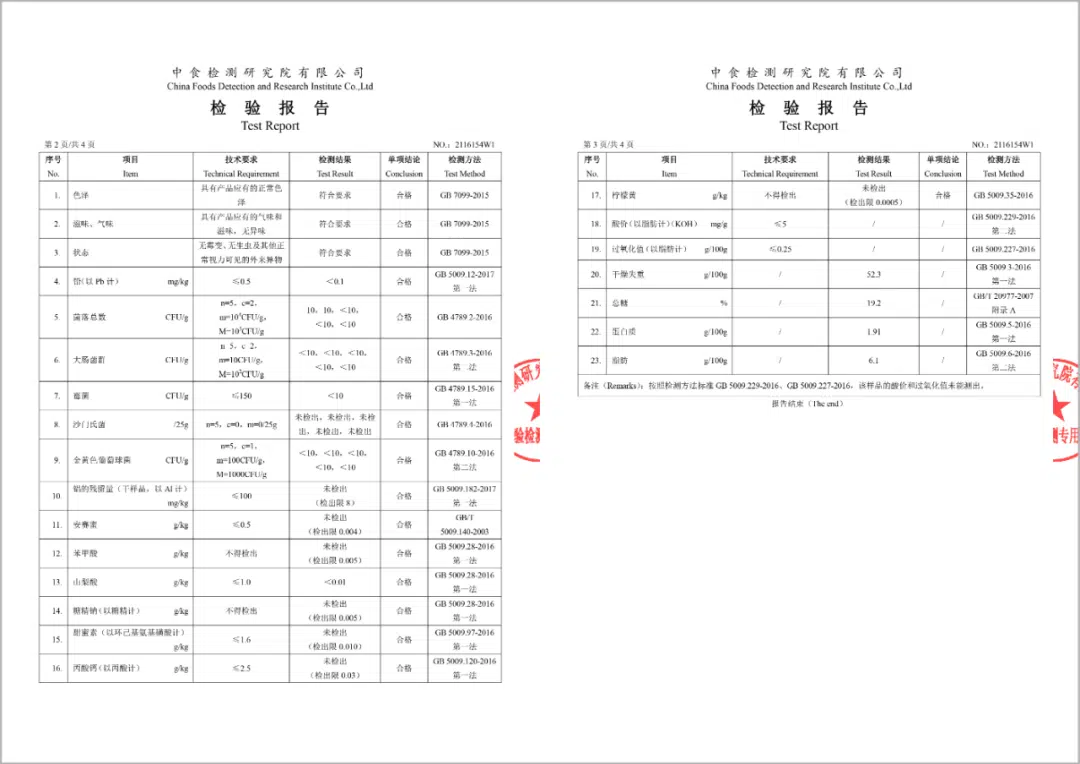 中食检测研究院有限公司
China Foods Detection and Research Institute Co.,Ltd
检 验 报 告
Test Report
第 2 页/共 4 页 NO.: 2116154W1
序号 项目 技术要求 检测结果 单项结论 检测方法
No. Item Technical Requirement Test Result Conclusion Test Method
1. 色泽 具有产品应有的正常色泽 符合要求 合格 GB 7099-2015
2. 滋味、气味 具有产品应有的气味和滋味，无异味 符合要求 合格 GB 7099-2015
3. 状态 无霉变、无生虫及其他正常视力可见的外来异物 符合要求 合格 GB 7099-2015
4. 铅(以 Pb 计) mg/kg ≤0.5 <0.1 合格 GB 5009.12-2017 第一法
5. 菌落总数 CFU/g n=5，c=2， m=10⁴CFU/g， M=10⁵CFU/g 10，10，<10，<10，<10 合格 GB 4789.2-2016
6. 大肠菌群 CFU/g n=5，c=2， m=10CFU/g， M=10²CFU/g <10，<10，<10，<10，<10 合格 GB 4789.3-2016 第二法
7. 霉菌 CFU/g ≤150 <10 合格 GB 4789.15-2016 第一法
8. 沙门氏菌 /25g n=5，c=0，m=0/25g 未检出，未检出，未检出，未检出，未检出 合格 GB 4789.4-2016
9. 金黄色葡萄球菌 CFU/g n=5，c=1， m=100CFU/g， M=1000CFU/g <10，<10，<10，<10，<10 合格 GB 4789.10-2016 第二法
10. 铝的残留量（干样品，以 Al 计） mg/kg ≤100 未检出（检出限 8） 合格 GB 5009.182-2017 第一法
11. 安赛蜜 g/kg ≤0.5 未检出（检出限 0.004） 合格 GB/T 5009.140-2003
12. 苯甲酸 g/kg 不得检出 未检出（检出限 0.005） 合格 GB 5009.28-2016 第一法
13. 山梨酸 g/kg ≤1.0 <0.01 合格 GB 5009.28-2016 第一法
14. 糖精钠(以糖精计) g/kg 不得检出 未检出（检出限 0.005） 合格 GB 5009.28-2016 第一法
15. 甜蜜素（以环己基氨基磺酸计） g/kg ≤1.6 未检出（检出限 0.010） 合格 GB 5009.97-2016 第一法
16. 丙酸钙(以丙酸计) g/kg ≤2.5 未检出（检出限 0.03） 合格 GB 5009.120-2016 第一法
中食检测研究院有限公司
China Foods Detection and Research Institute Co.,Ltd
检 验 报 告
Test Report
第 3 页/共 4 页 NO.: 2116154W1
序号 项目 技术要求 检测结果 单项结论 检测方法
No. Item Technical Requirement Test Result Conclusion Test Method
17. 柠檬黄 g/kg 不得检出 未检出（检出限 0.0005） 合格 GB 5009.35-2016
18. 酸价(以脂肪计)(KOH) mg/g ≤5 / / GB 5009.229-2016 第二法
19. 过氧化值(以脂肪计) g/100g ≤0.25 / / GB 5009.227-2016
20. 干燥失重 g/100g / 52.3 / GB 5009.3-2016 第一法
21. 总糖 % / 19.2 / GB/T 20977-2007 附录 A
22. 蛋白质 g/100g / 1.91 / GB 5009.5-2016 第一法
23. 脂肪 g/100g / 6.1 / GB 5009.6-2016 第二法
备注（Remarks）：按照检测方法标准 GB 5009.229-2016、GB 5009.227-2016，该样品的酸价和过氧化值未能测出。
报告结束（The end）